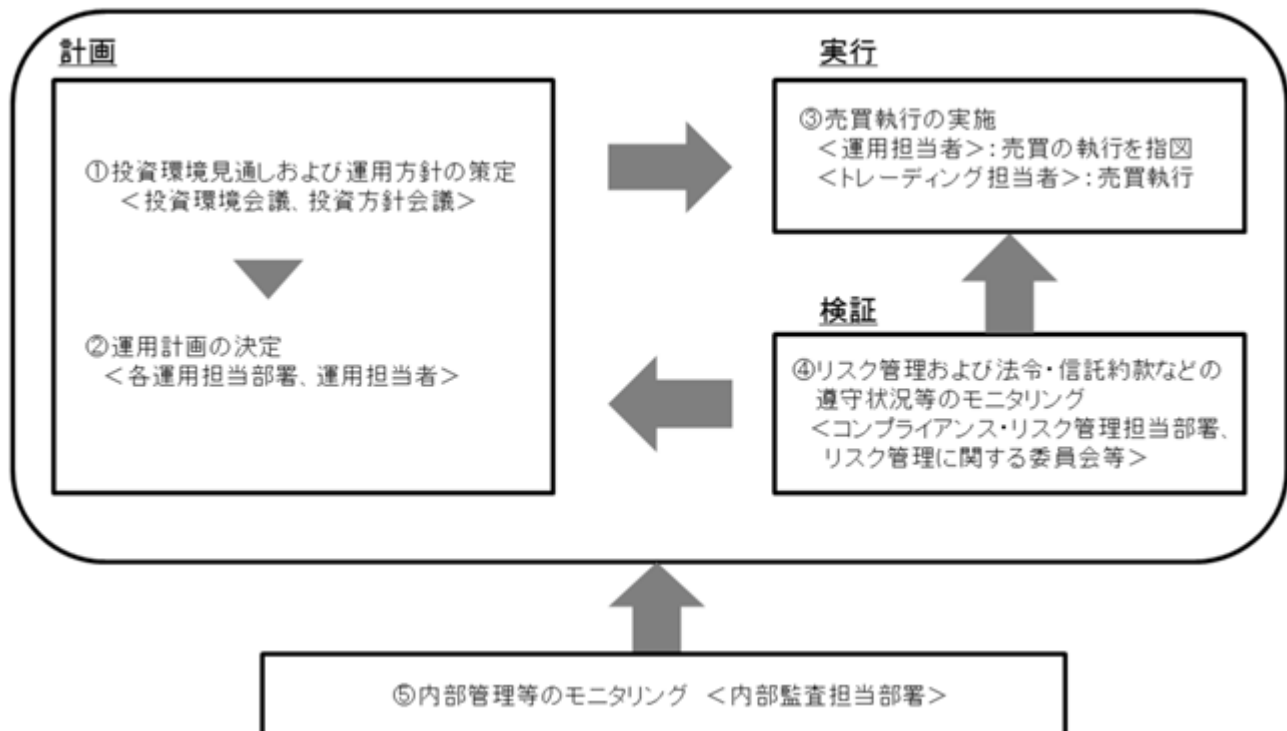 計画
①投資環境見通しおよび運用方針の策定
＜投資環境会議、投資方針会議＞
②運用計画の決定
＜各運用担当部署、運用担当者＞
実行
③売買執行の実施
＜運用担当者＞：売買の執行を指図
＜トレーディング担当者＞：売買執行
検証
④リスク管理および法令・信託約款などの
遵守状況等のモニタリング
＜コンプライアンス・リスク管理担当部署、
リスク管理に関する委員会等＞
⑤内部管理等のモニタリング ＜内部監査担当部署＞